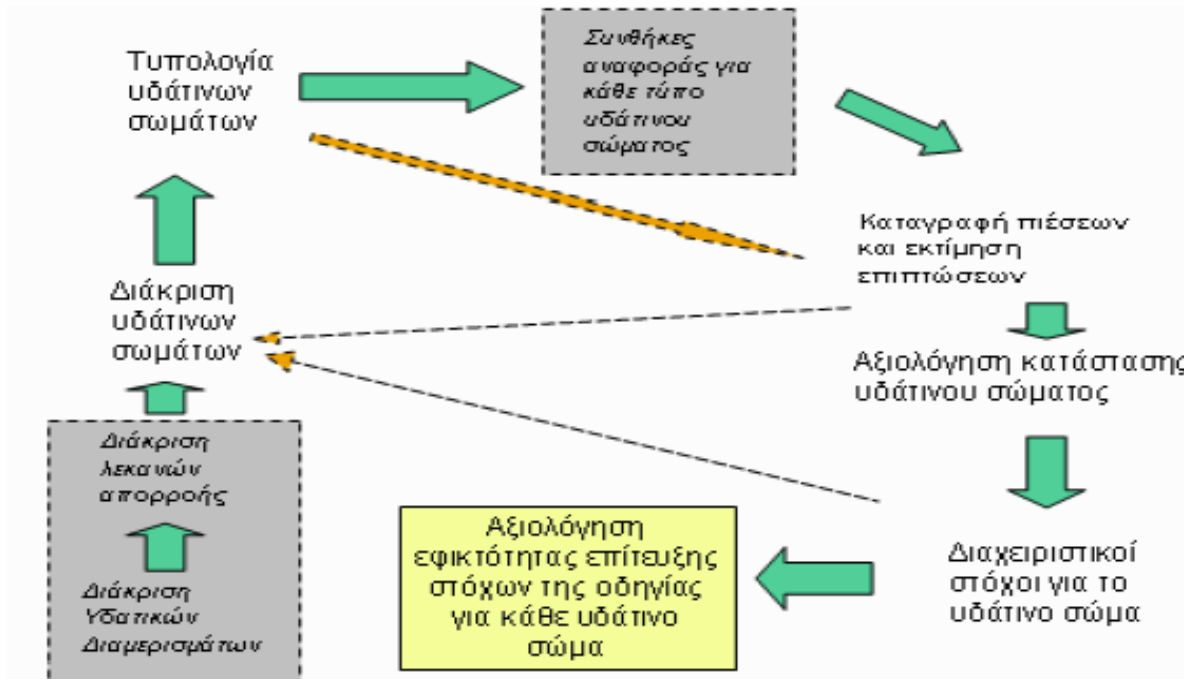 Τυπολογία
υδάτινων
σωμάτων
Συνθήκες
αναφοράς για
κάθε τύπο
υδάτινου
σώματος
Καταγραφή πιέσεων
και εκτίμηση
επιπτώσεων
Διάκριση
υδάτινων
σωμάτων
Αξιολόγηση κατάστασης
υδάτινου σώματος
Διάκριση
λεκανών
απορροής
Διάκριση
Υδατικών
Διαμερισμάτων
Αξιολόγηση
εφικτότητας επίτευξης
στόχων της οδηγίας
για κάθε υδάτινο
σώμα
Διαχειριστικοί
στόχοι για το
υδάτινο σώμα